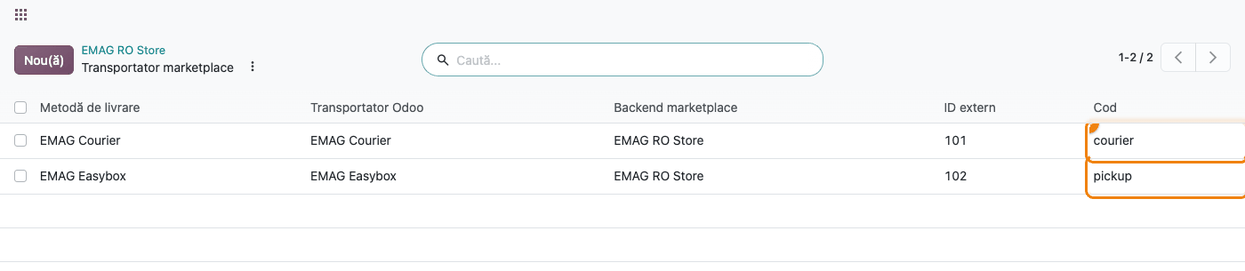 Nou(ă)
EMAG RO Store
Transportator marketplace
Caută...
1-2 / 2
Metodă de livrare Transportator Odoo Backend marketplace ID extern Cod
EMAG Courier EMAG Courier EMAG RO Store 101 courier
EMAG Easybox EMAG Easybox EMAG RO Store 102 pickup